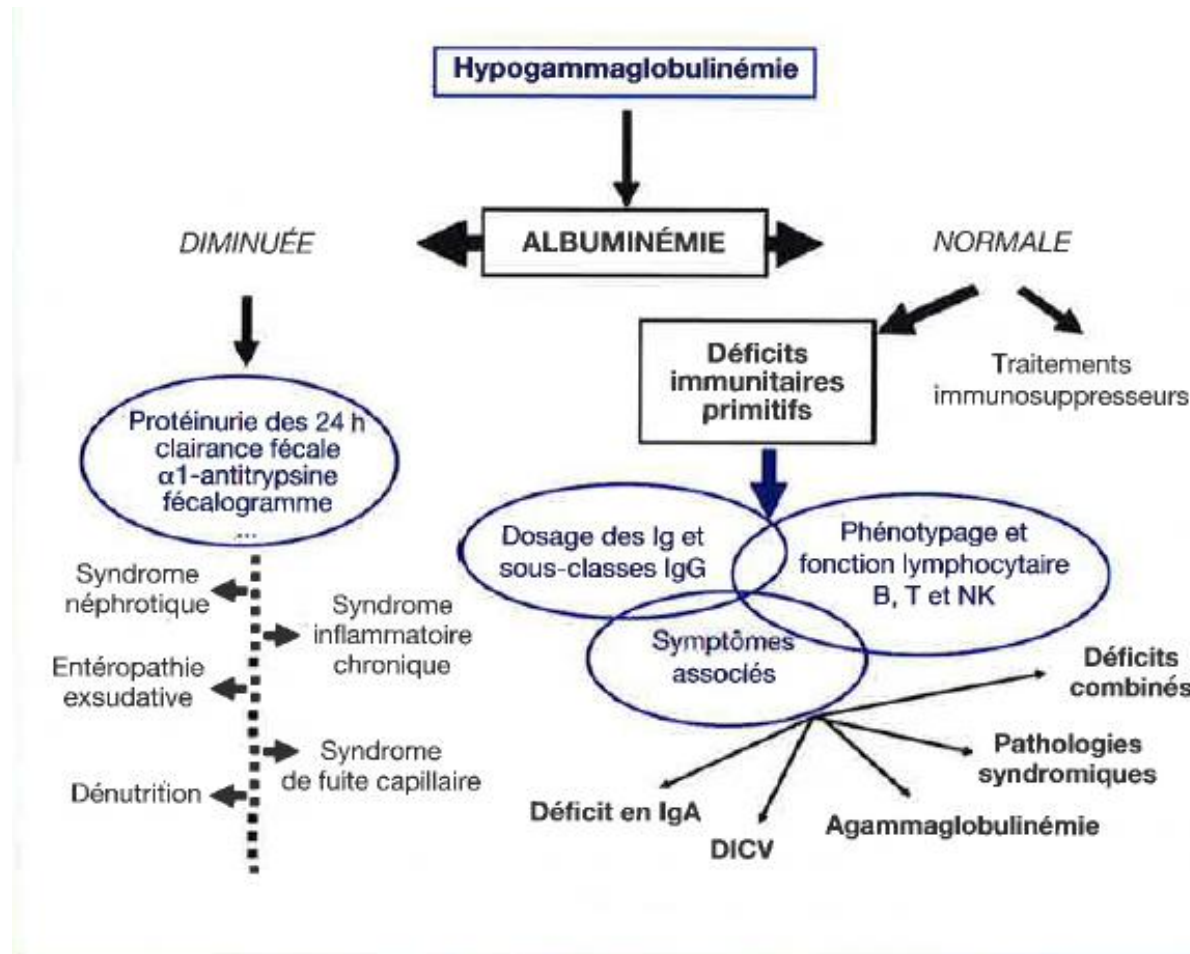 Hypogammaglobulinémie
DIMINUÉE
ALBUMINÉMIE
NORMALE
Déficits
immunitaires
primitifs
Traitements
immunosuppresseurs
Protéinurie des 24 h
clairance fécale
α1-antitrypsine
fécalogramme
...
Dosage des Ig et
sous-classes IgG
Phénotypage et
fonction lymphocytaire
B, T et NK
Symptômes
associés
Syndrome
néphrotique
Syndrome
inflammatoire
chronique
Entéropathie
exsudative
Syndrome
de fuite capillaire
Dénutrition
Déficits
combinés
Pathologies
syndromiques
Agammaglobulinémie
DICV
Déficit en IgA